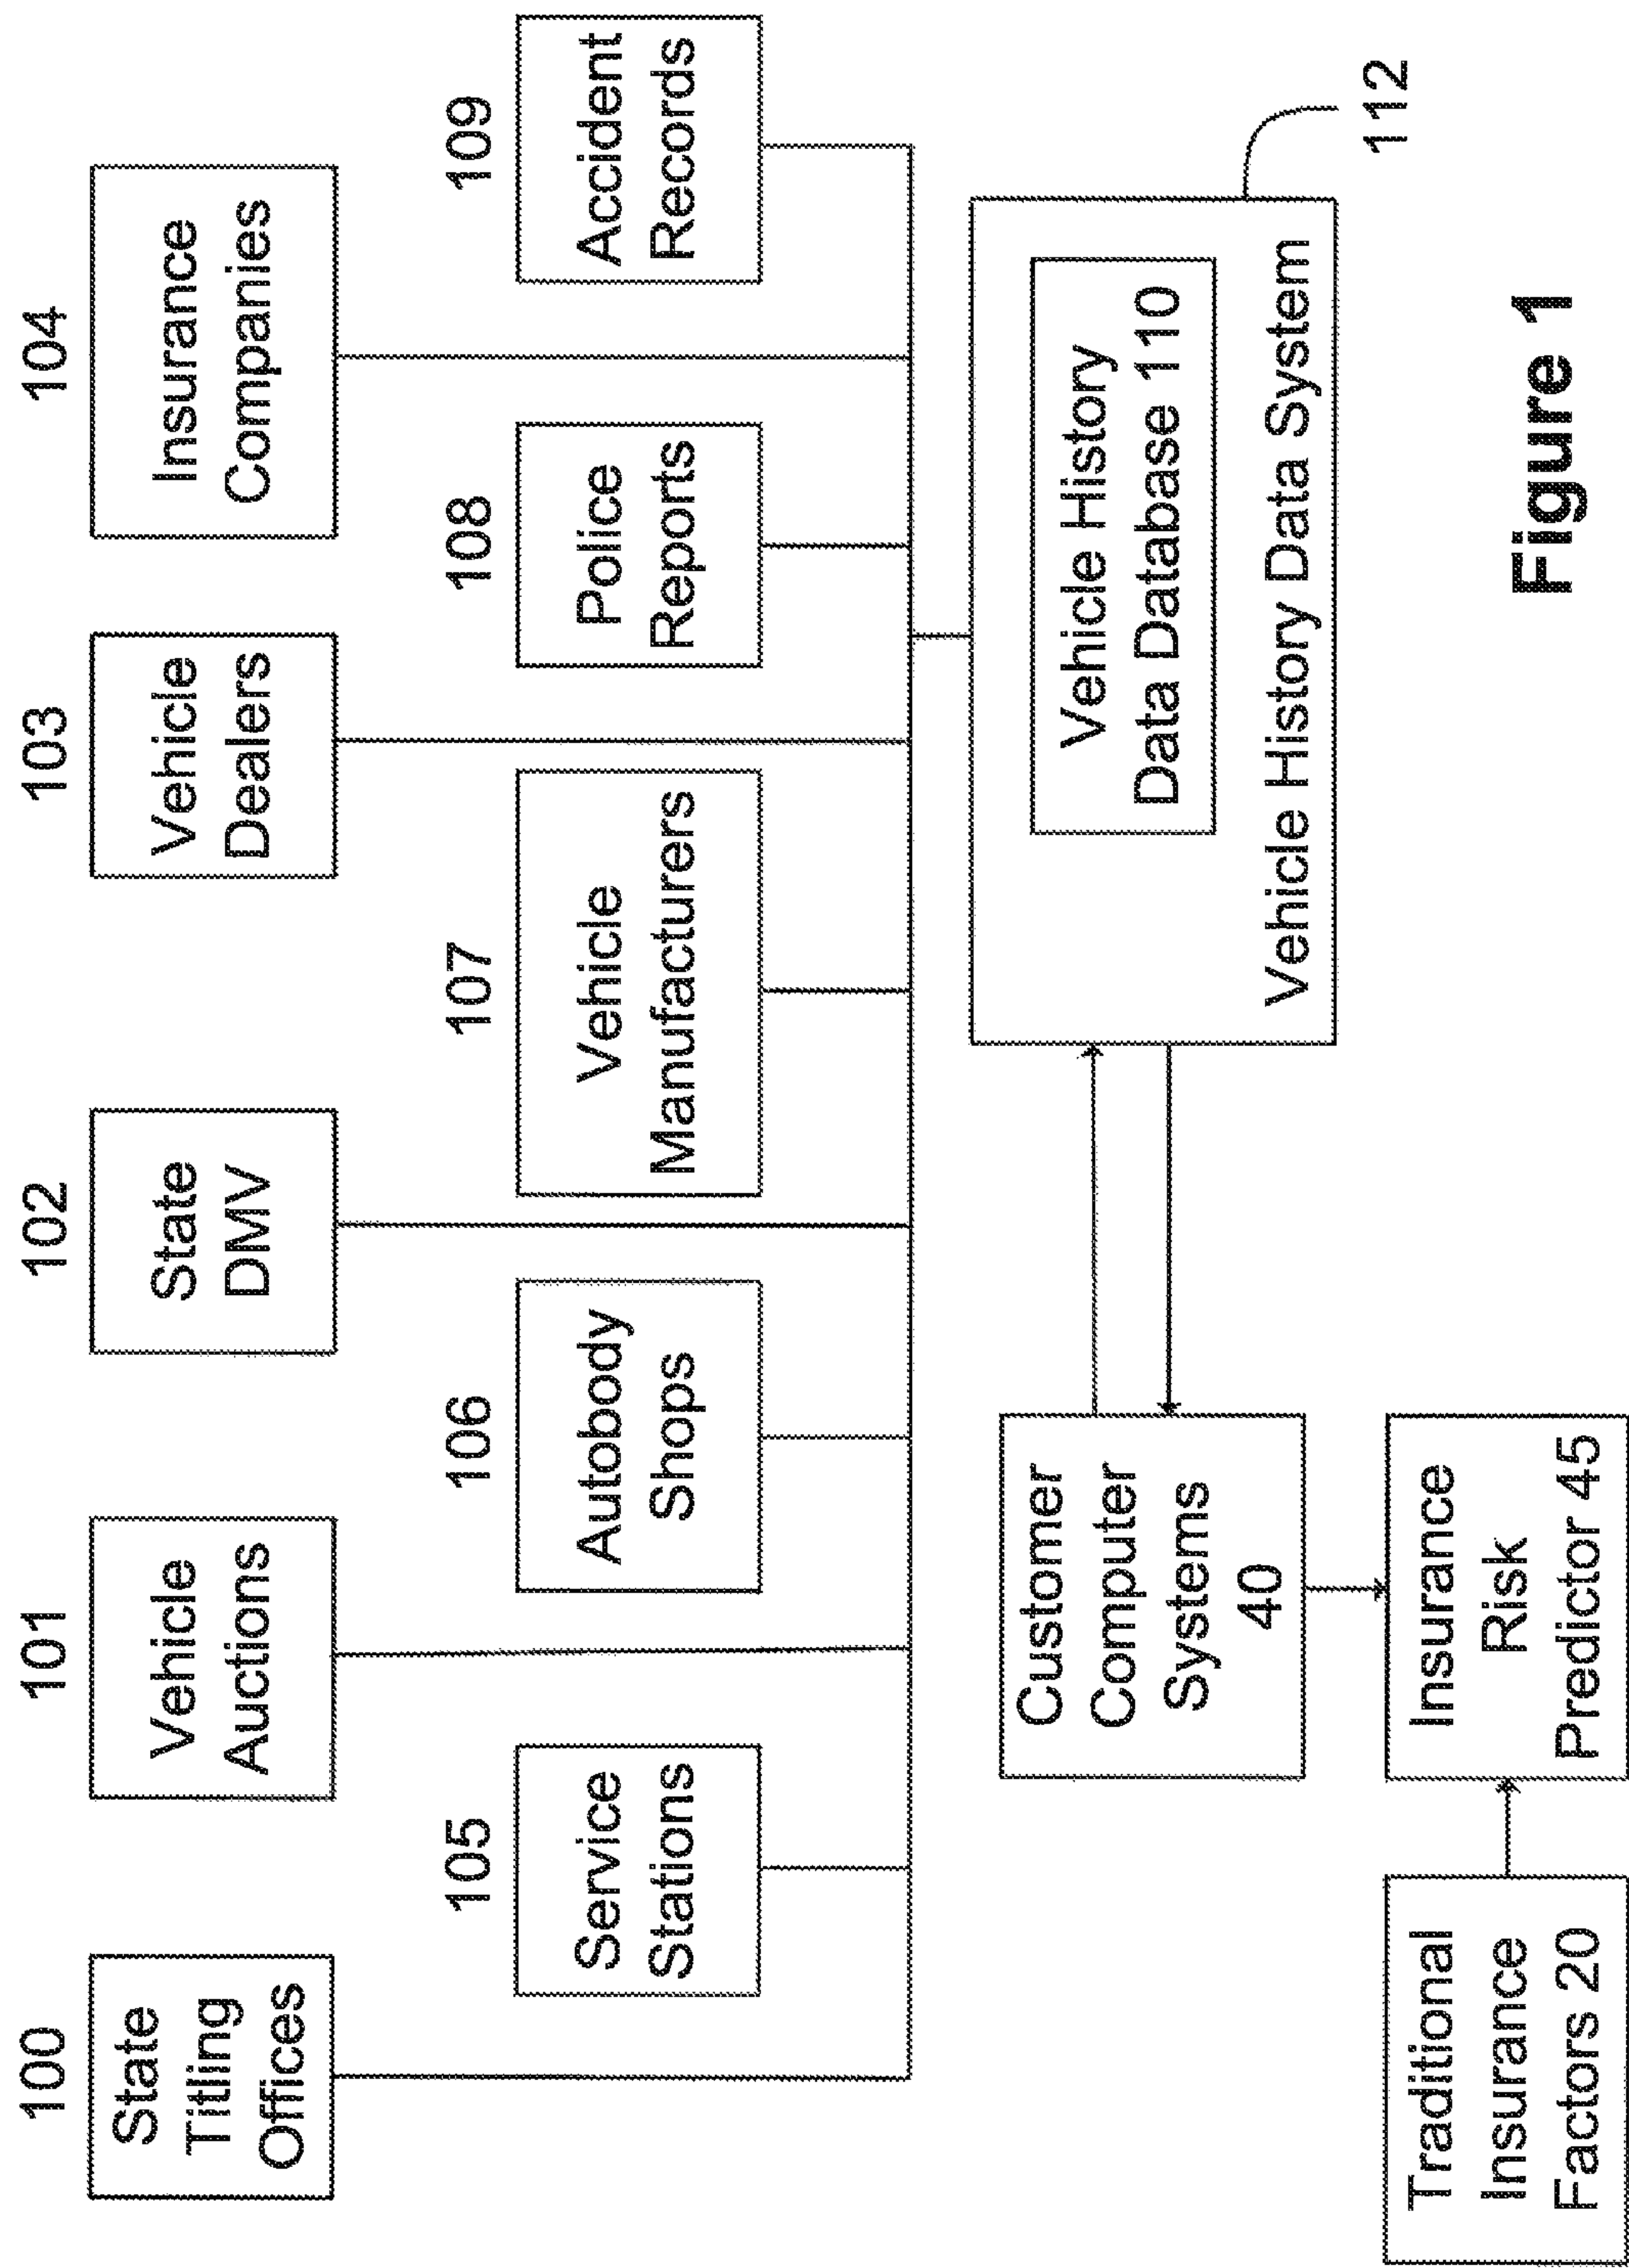 100
State
Titling
Offices
101
Vehicle
Auctions
102
State
DMV
103
Vehicle
Dealers
104
Insurance
Companies
105
Service
Stations
106
Autobody
Shops
107
Vehicle
Manufacturers
108
Police
Reports
109
Accident
Records
Vehicle History
Data Database 110
Vehicle History Data System
112
Customer
Computer
Systems
40
Traditional
Insurance
Factors 20
Insurance
Risk
Predictor 45
Figure 1